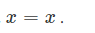 x = x .